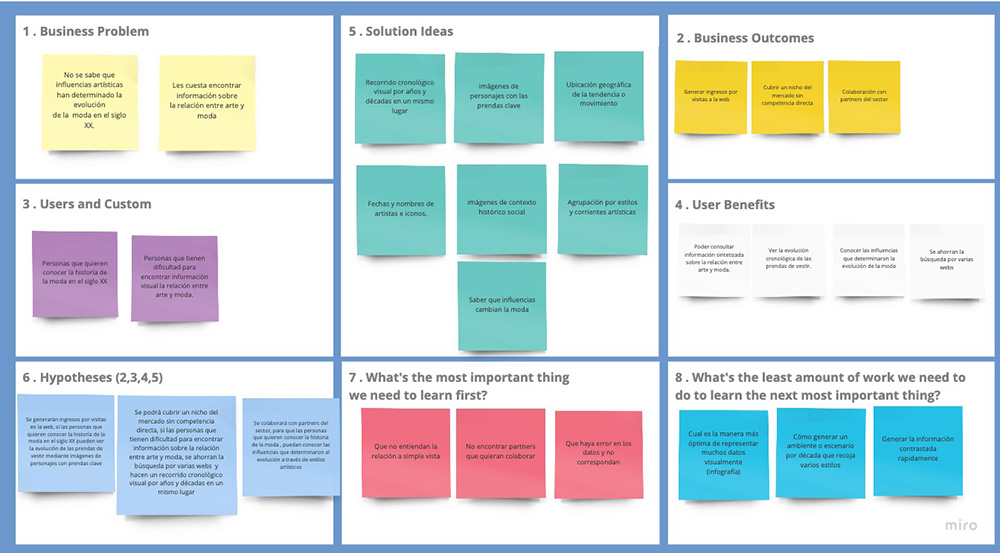 1 . Business Problem
No se sabe que
influencias artísticas
han determinado la
evolución
de la  moda en el siglo
XX.
Les cuesta encontrar
información sobre
la relación entre arte y
moda
5 . Solution Ideas
Recorrido cronológico
visual por años y
décadas en un mismo
lugar
imágenes de
personajes con las
prendas clave
Ubicación geográfica
de la tendencia o
movimiento
Fechas y nombres de
artistas e iconos.
imágenes de contexto
histórico social
Agrupación por estilos
y corrientes artísticas
Saber que influencias
cambian la moda
2 . Business Outcomes
Generar ingresos por
visitas a la web
Cubrir un nicho del
mercado sin
competencia directa
Colaboración con
partners del sector
3 . Users and Custom
Personas que quieren
conocer la historía de
la moda en el siglo XX
Personas que tienen
dificultad para
encontrar información
visual la relación entre
arte y moda.
4 . User Benefits
Poder consultar
información sintetizada
sobre la relación entre
arte y moda.
Ver la evolución
cronológica de las
prendas de vestir.
Conocer las influencias
que determinaron la
evolución de la moda
Se ahorran la
búsqueda por varias
webs
6 . Hypotheses (2,3,4,5)
Se generarán ingresos por visitas
en la web, si las personas que
quieren conocer la historía de la
moda en el siglo XX pueden ver
la evolución de las prendas de
vestir mediante imágenes de
personajes con prendas clave
Se podrá cubrir un nicho del
mercado sin competencia
directa, si las personas que
tienen dificultad para encontrar
información sobre la relación
entre arte y moda, se ahorran la
búsqueda por varias webs  y
hacen un recorrido cronológico
visual por años y décadas en un
mismo lugar
Se colaborará con partners del
sector, para que las personas
que quieren conocer la historia
de la moda , puedan conocer las
influencias que determinaron al
evolución a través de estilos
artísticos
7 . What's the most important thing
we need to learn first?
Que no entiendan la
relación a simple vista
No encontrar partners
que quieran colaborar
Que haya error en los
datos y no
correspondan
8 . What's the least amount of work we need to
do to learn the next most important thing?
Cual es la manera más
óptima de representar
muchos datos
visualmente
(infografía)
Cómo generar un
ambiente o escenario
por década que recoja
varios estilos
Generar la información
contrastada
rapidamente
miro